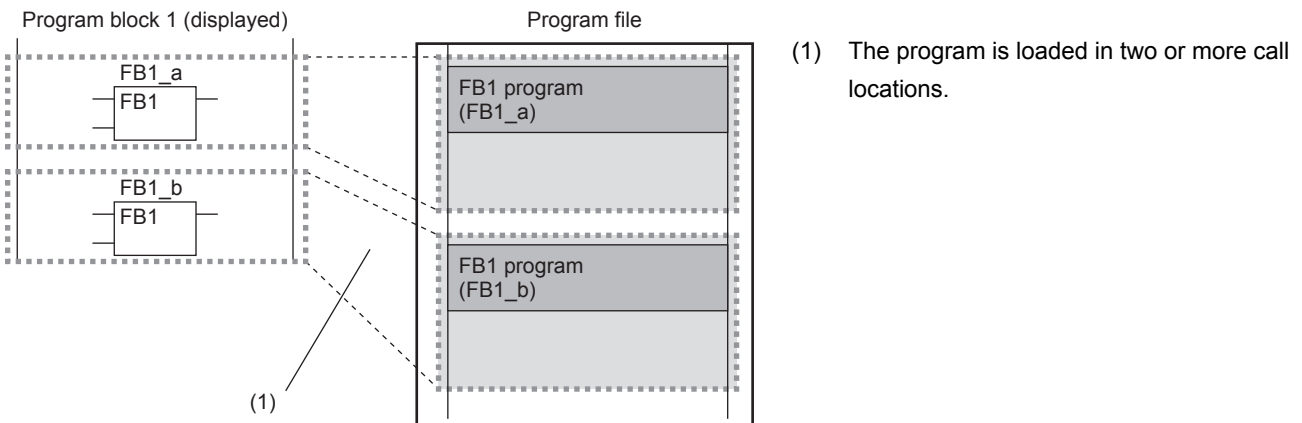 Program block 1 (displayed)
Program file
FB1_a
FB1
FB1_b
FB1
FB1 program
(FB1_a)
FB1 program
(FB1_b)
(1)
(1) The program is loaded in two or more call
locations.